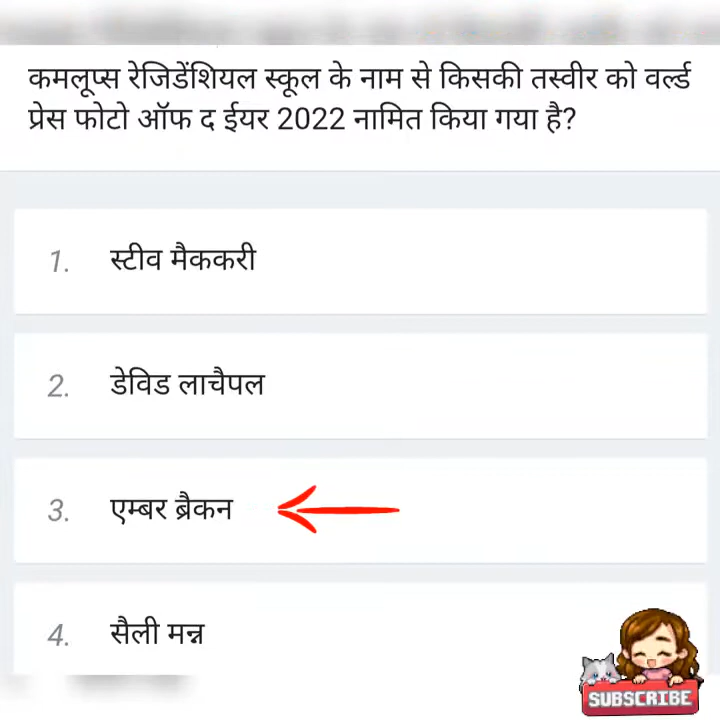 कमलूप्स रेजिडेंशियल स्कूल के नाम से किसकी तस्वीर को वर्ल्ड
प्रेस फोटो ऑफ द ईयर 2022 नामित किया गया है?
1. स्टीव मैककरी
2. डेविड लाचैपल
3. एम्बर ब्रैकन
4. सैली मन्न
SUBSCRIBE